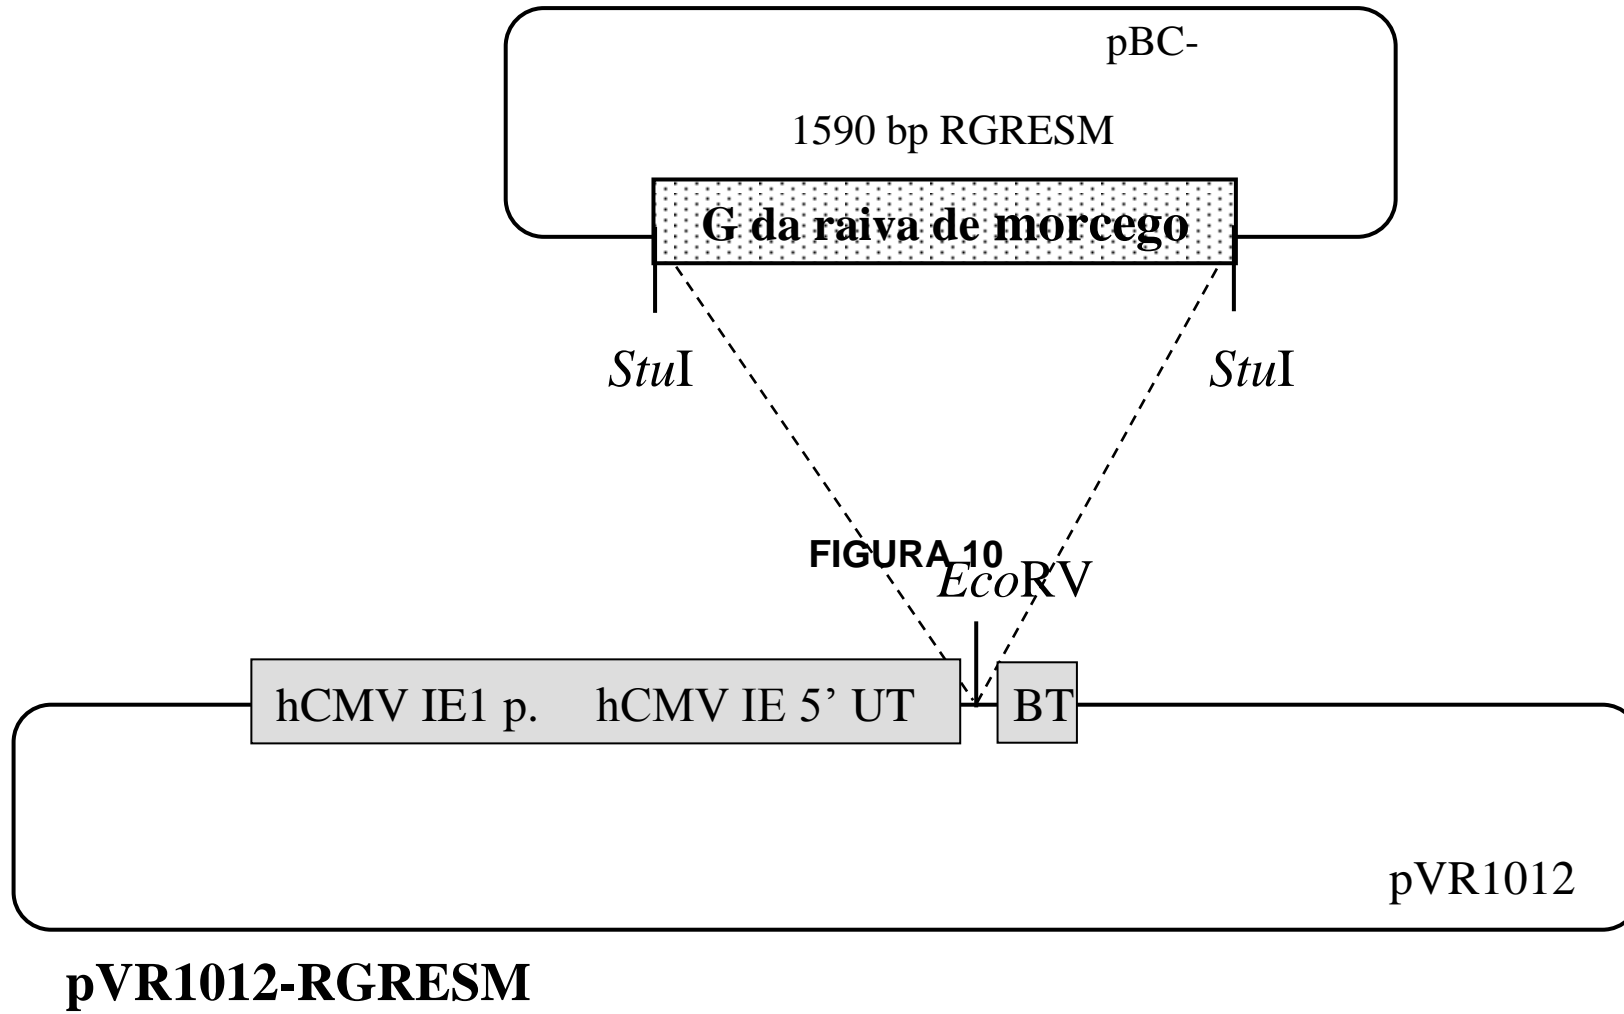 pBC-
1590 bp RGRESM
G da raiva de morcego
StuI StuI
FIGURA 10
EcoRV
hCMV IE1 p. hCMV IE 5’ UT BT
pVR1012
pVR1012-RGRESM